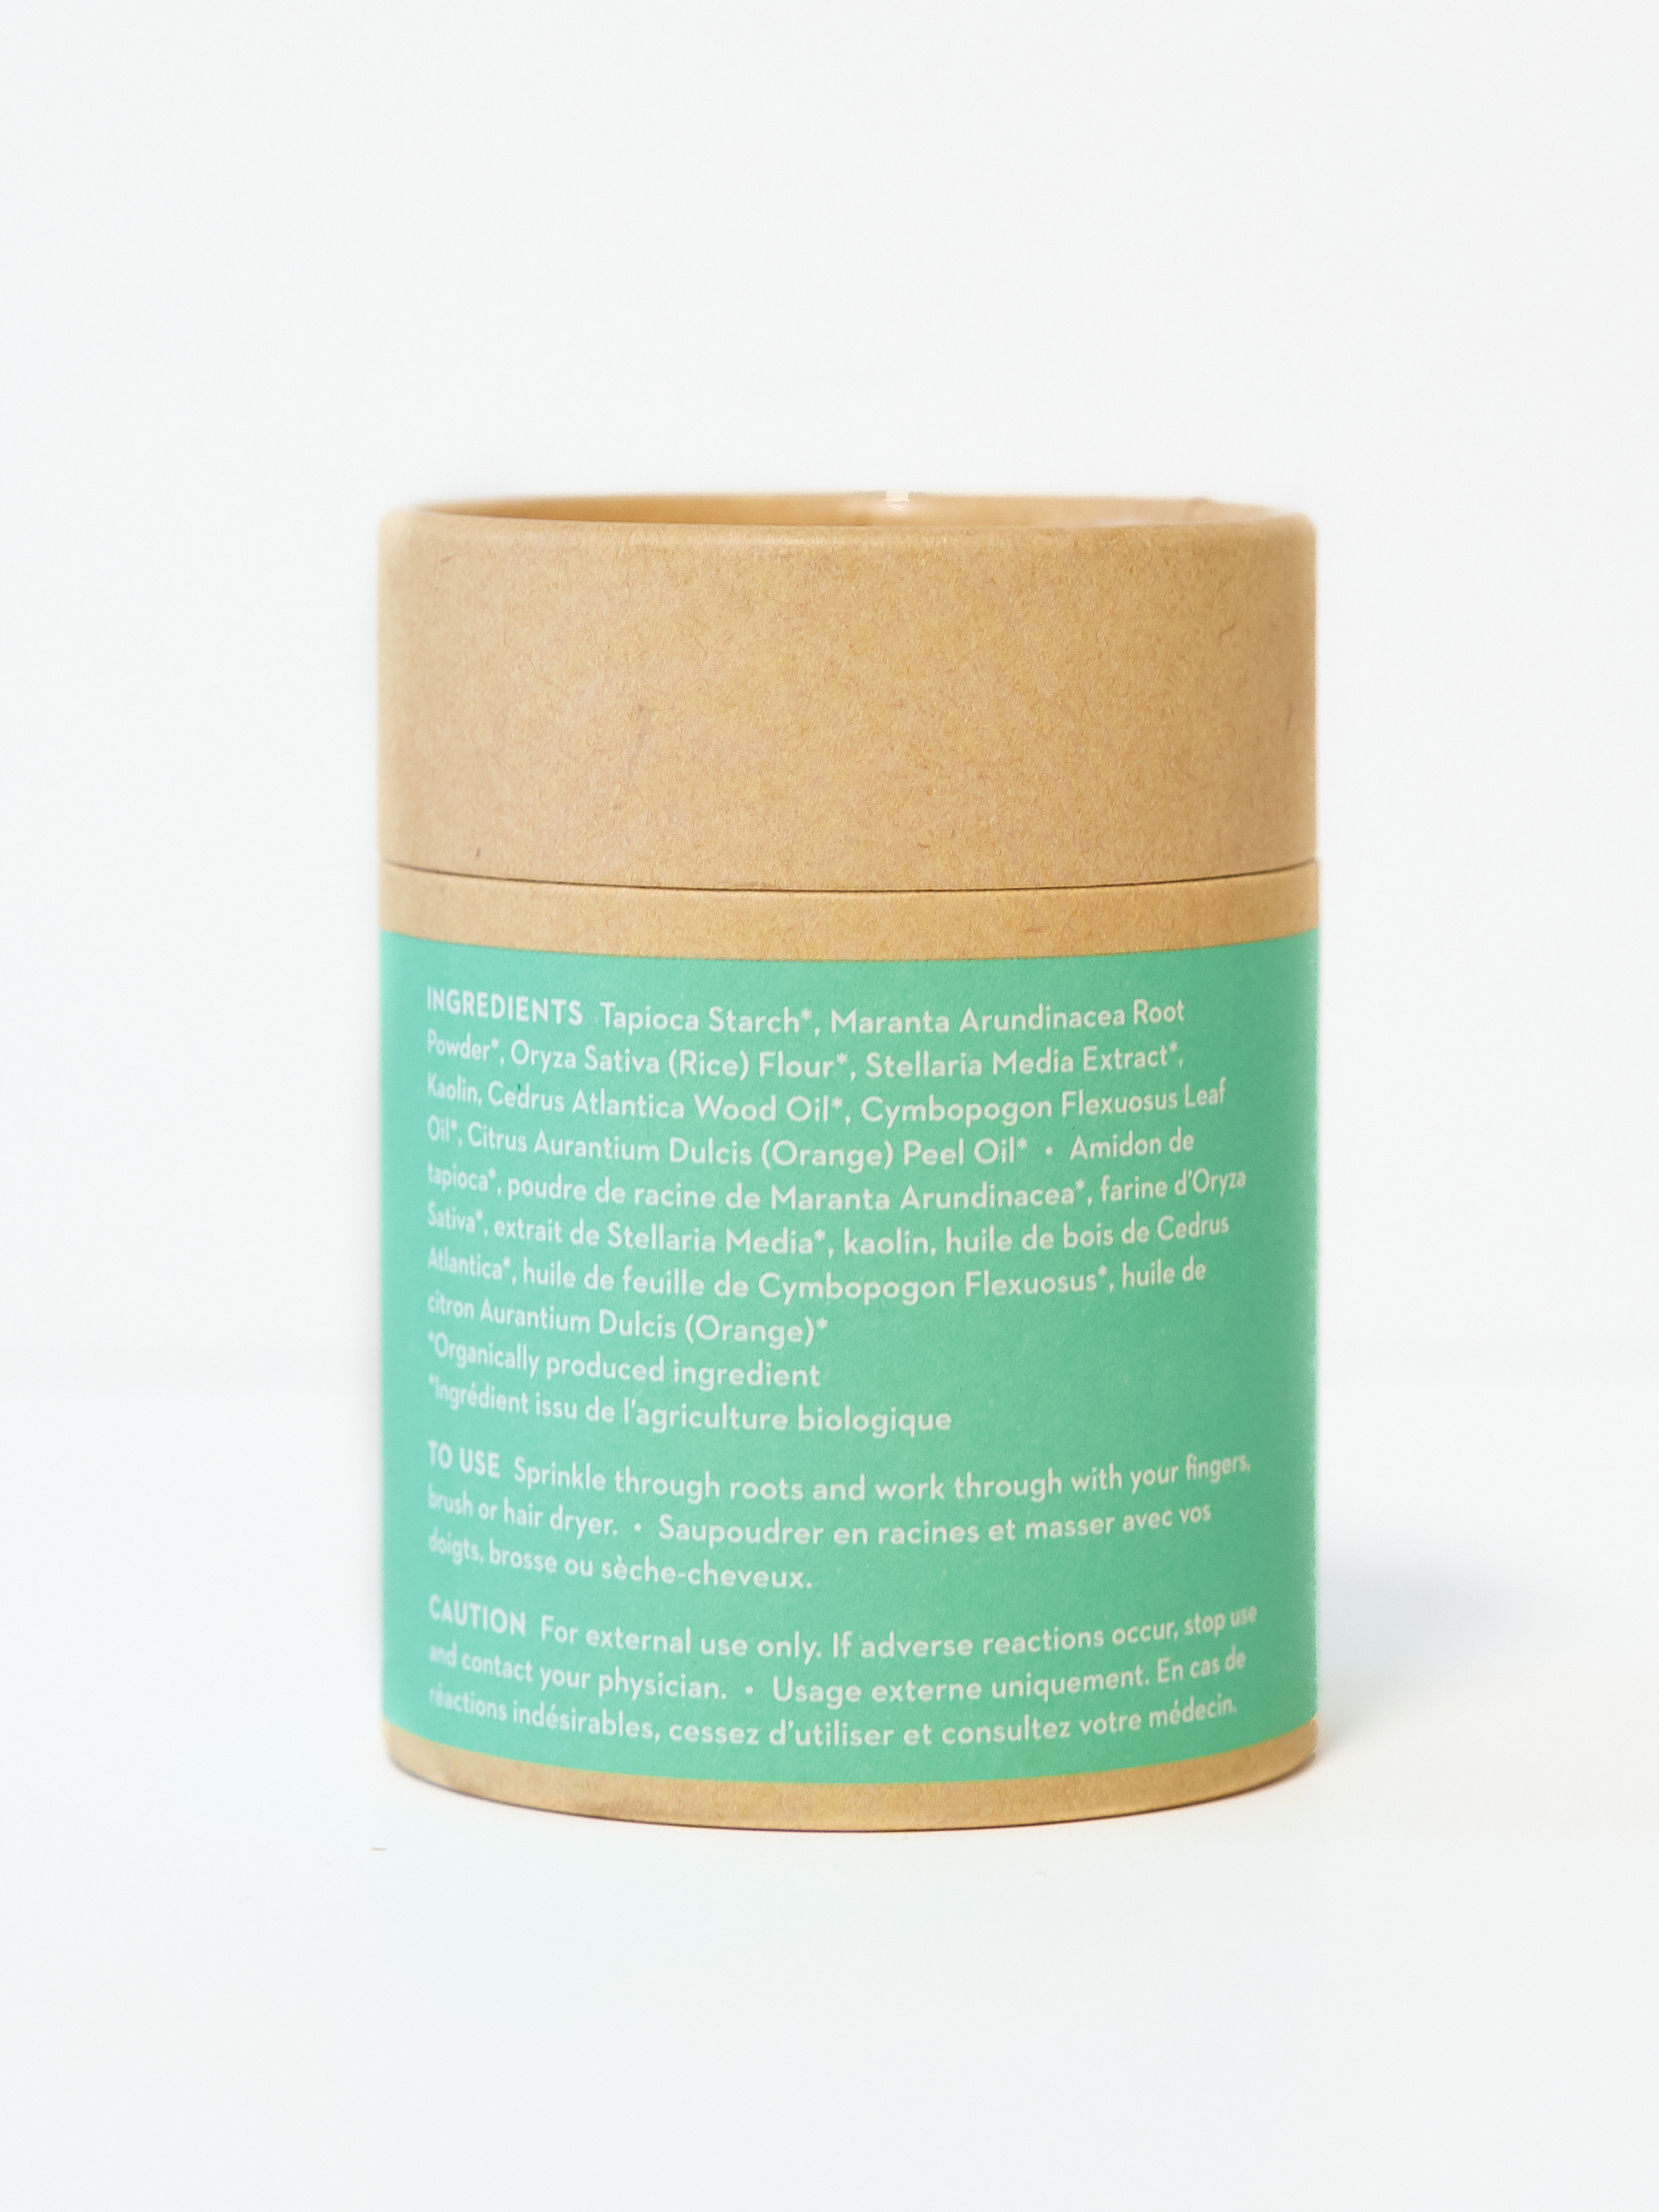 INGREDIENTS Tapioca Starch*, Maranta Arundinacea Root
Powder*, Oryza Sativa (Rice) Flour*, Stellaria Media Extract*,
Kaolin, Cedrus Atlantica Wood Oil*, Cymbopogon Flexuosus Leaf
Oil*, Citrus Aurantium Dulcis (Orange) Peel Oil* • Amidon de
tapioca*, poudre de racine de Maranta Arundinacea*, farine d'Oryza
Sativa*, extrait de Stellaria Media*, kaolin, huile de bois de Cedrus
Atlantica*, huile de feuille de Cymbopogon Flexuosus*, huile de
citron Aurantium Dulcis (Orange)*
*Organically produced ingredient
*Ingrédient issu de l'agriculture biologique
TO USE Sprinkle through roots and work through with your fingers,
brush or hair dryer. • Saupoudrer en racines et masser avec vos
doigts, brosse ou sèche-cheveux.
CAUTION For external use only. If adverse reactions occur, stop use
and contact your physician. • Usage externe uniquement. En cas de
réactions indésirables, cessez d'utiliser et consultez votre médecin.